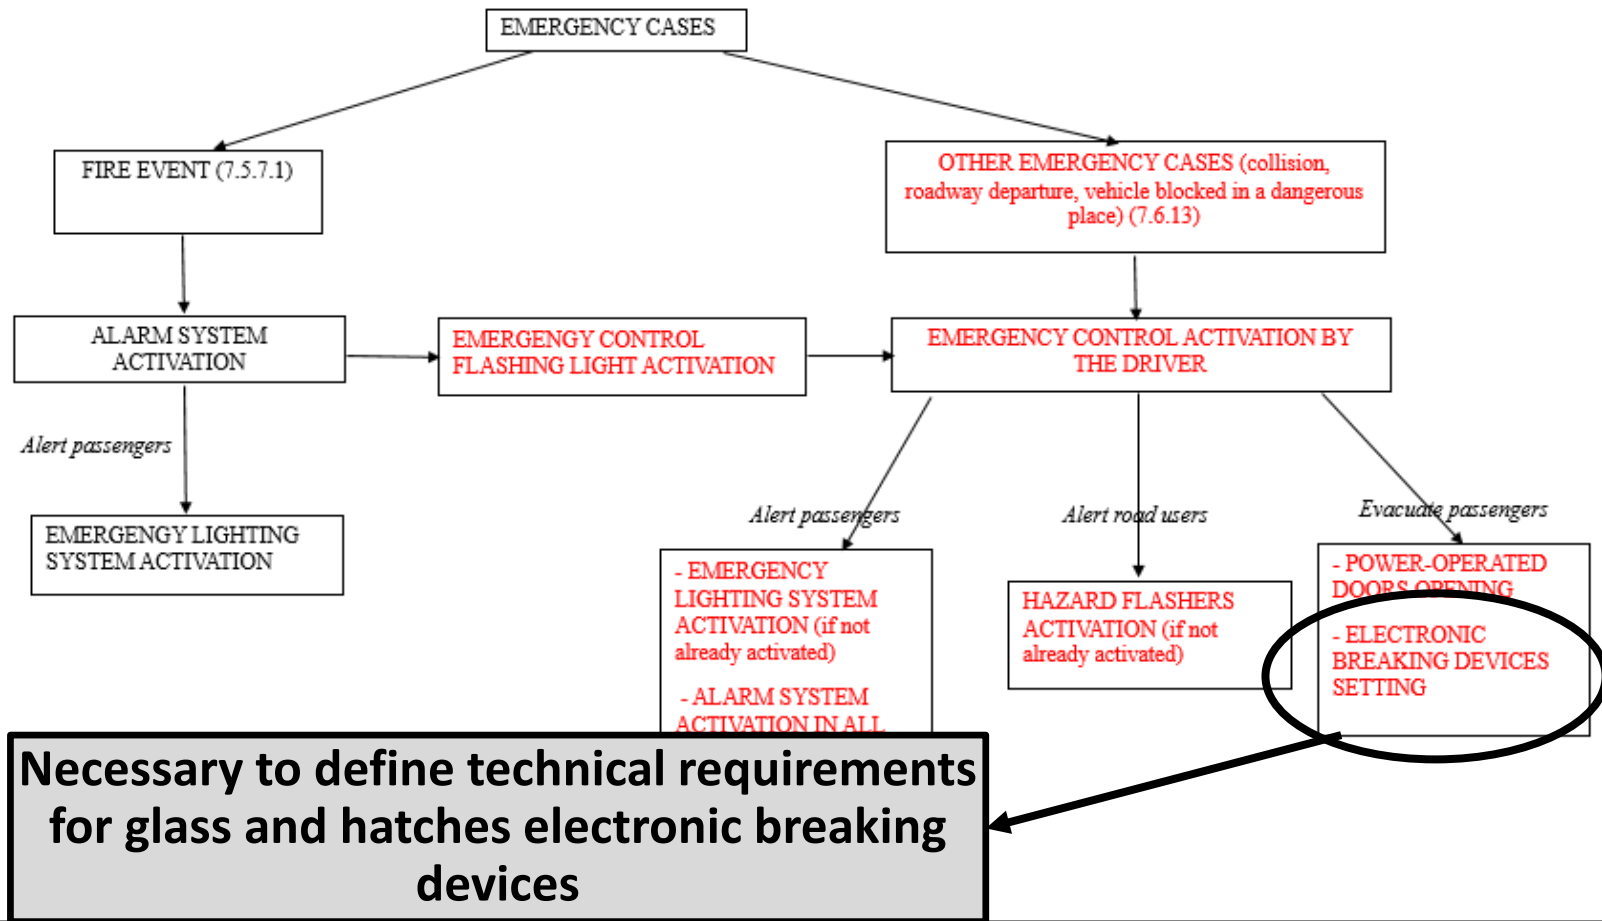 EMERGENCY CASES
FIRE EVENT (7.5.7.1)
OTHER EMERGENCY CASES (collision,
roadway departure, vehicle blocked in a dangerous
place) (7.6.13)
ALARM SYSTEM
ACTIVATION
EMERGENGY CONTROL
FLASHING LIGHT ACTIVATION
EMERGENCY CONTROL ACTIVATION BY
THE DRIVER
Alert passengers
Alert passengers
Alert road users
Evacuate passengers
EMERGENGY LIGHTING
SYSTEM ACTIVATION
- EMERGENCY
LIGHTING SYSTEM
ACTIVATION (if not
already activated)
- ALARM SYSTEM
ACTIVATION IN ALL
HAZARD FLASHERS
ACTIVATION (if not
already activated)
- POWER-OPERATED
DOORS OPENING
- ELECTRONIC
BREAKING DEVICES
SETTING
Necessary to define technical requirements
for glass and hatches electronic breaking
devices